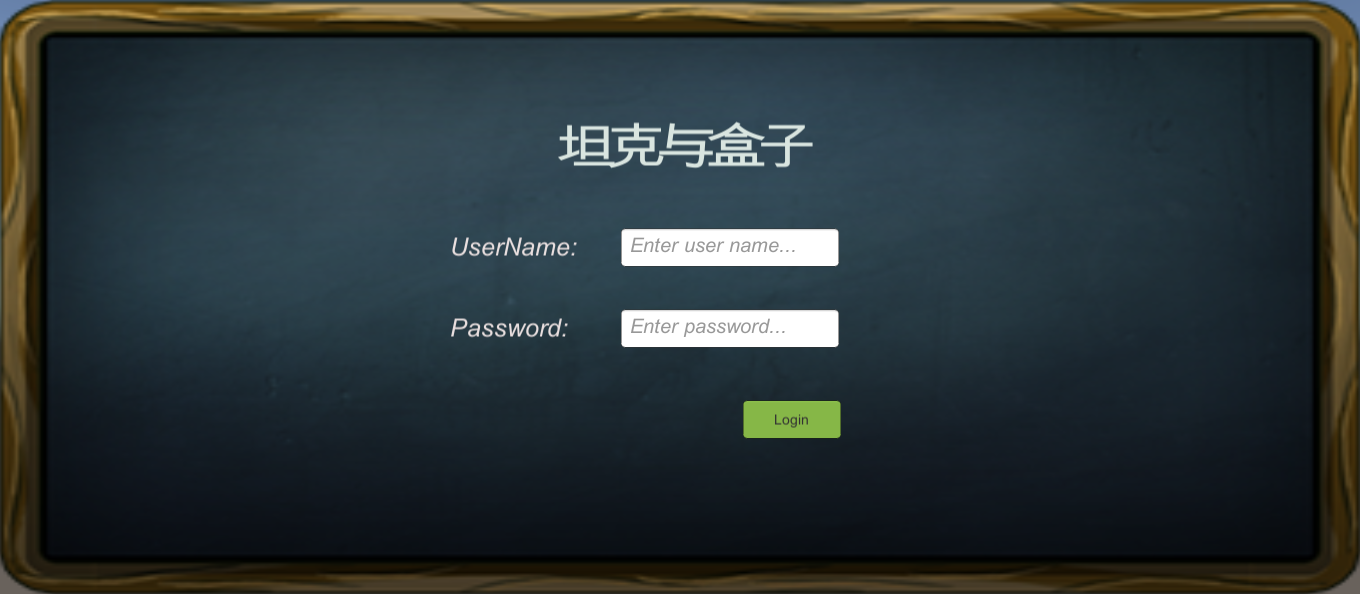 坦克与盒子
UserName: Enter user name...
Password: Enter password...
Login